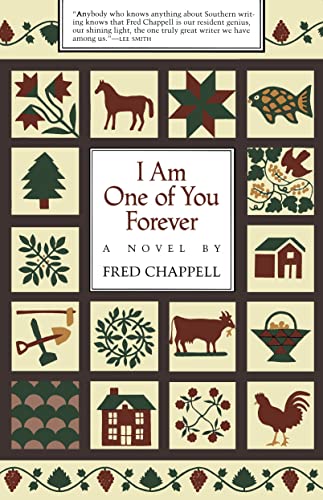 "Anybody who knows anything about Southern writ-
ing knows that Fred Chappell is our resident genius,
our shining light, the one truly great writer we have
among us."—LEE SMITH
I Am
One of You
Forever
A NOVEL BY
FRED CHAPPELL